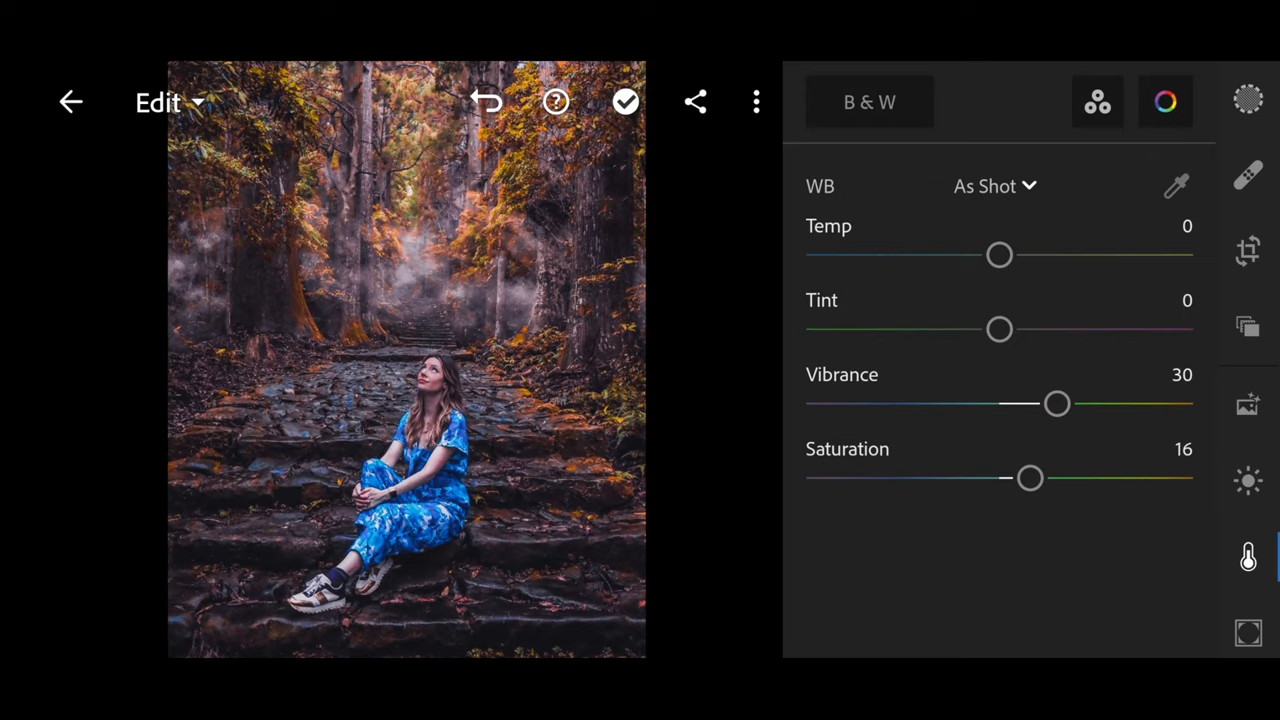 Edit
B & W
WB As Shot
Temp 0
Tint 0
Vibrance 30
Saturation 16